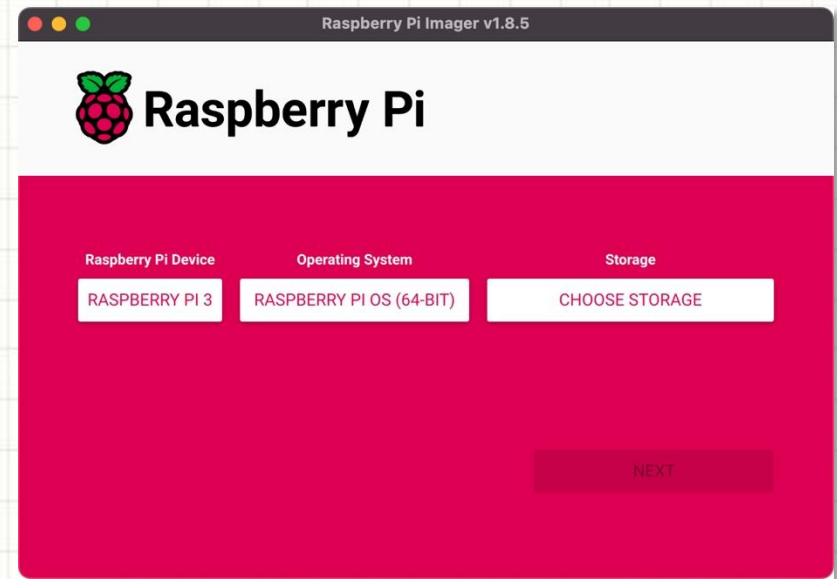 Raspberry Pi Imager v1.8.5
Raspberry Pi
Raspberry Pi Device
Operating System
Storage
RASPBERRY PI 3
RASPBERRY PI OS (64-BIT)
CHOOSE STORAGE
NEXT